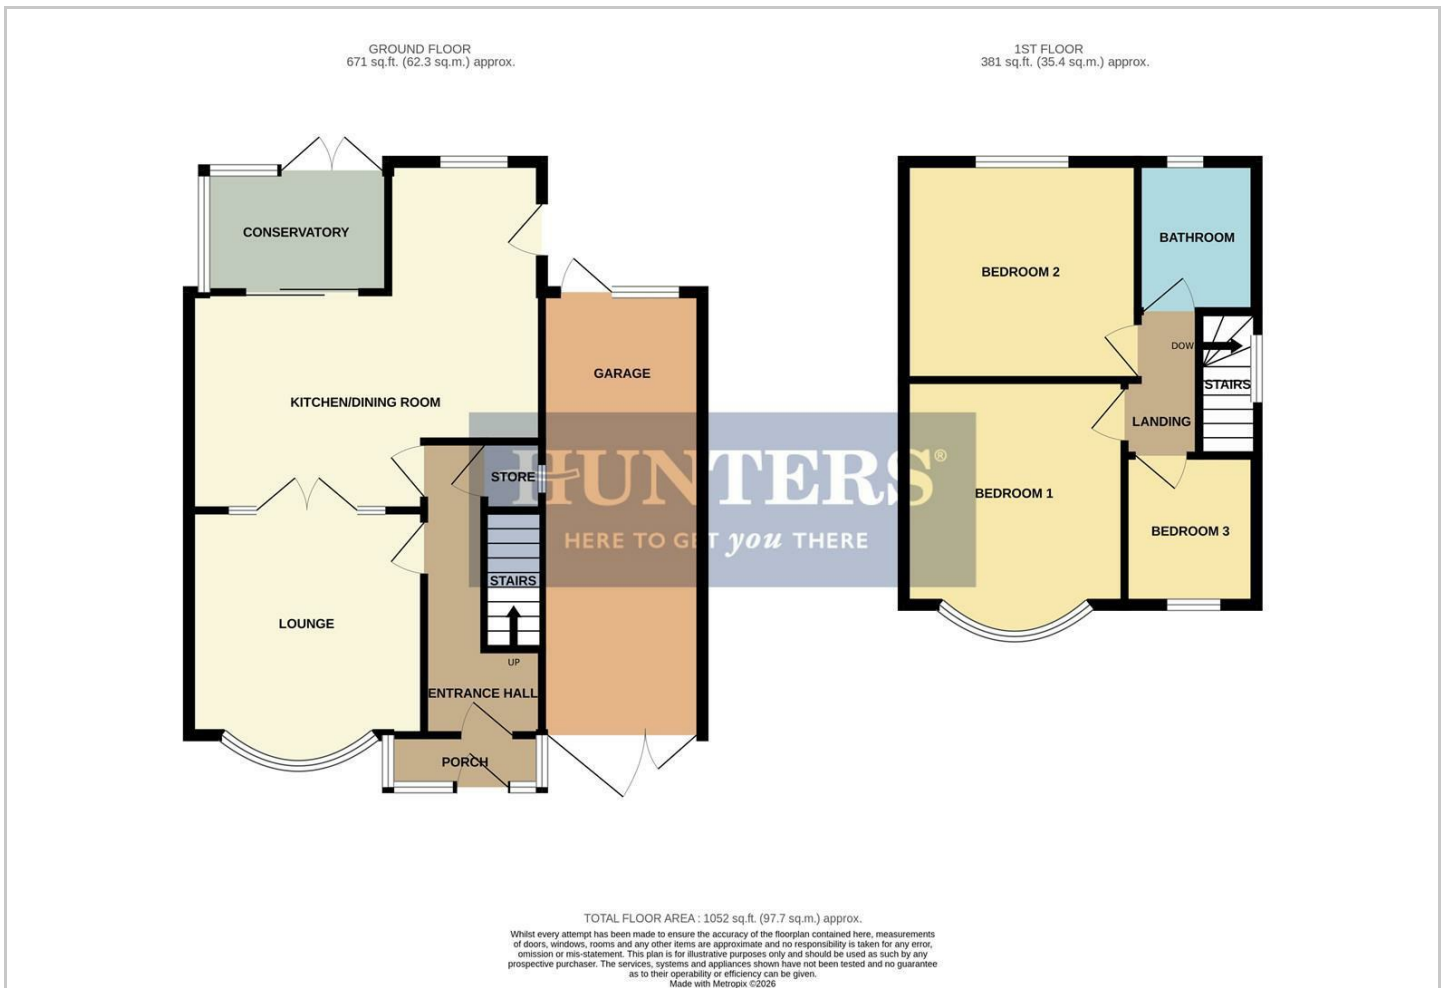 GROUND FLOOR
671 sq.ft. (62.3 sq.m.) approx.
1ST FLOOR
381 sq.ft. (35.4 sq.m.) approx.
CONSERVATORY
KITCHEN/DINING ROOM
GARAGE
STORE
STAIRS
LOUNGE
UP
ENTRANCE HALL
PORCH
BEDROOM 2
BATHROOM
DOW
STAIRS
LANDING
BEDROOM 1
BEDROOM 3
HUNTERS®
HERE TO GET you THERE
TOTAL FLOOR AREA : 1052 sq.ft. (97.7 sq.m.) approx.
Whilst every attempt has been made to ensure the accuracy of the floorplan contained here, measurements
of doors, windows, rooms and any other items are approximate and no responsibility is taken for any error,
omission or mis-statement. This plan is for illustrative purposes only and should be used as such by any
prospective purchaser. The services, systems and appliances shown have not been tested and no guarantee
as to their operability or efficiency can be given.
Made with Metropix ©2026